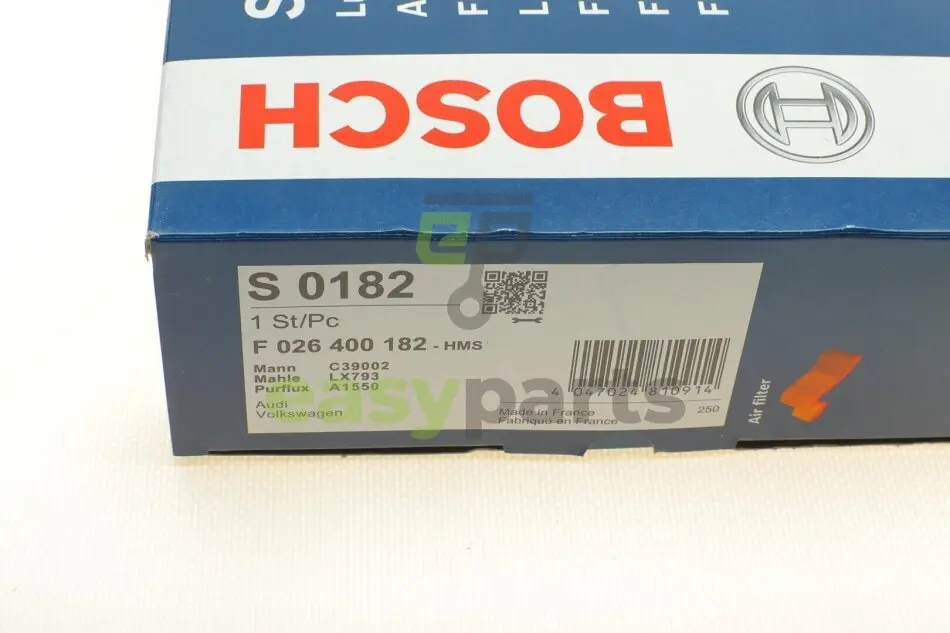 BOSCH
S 0182
1 St/Pc
F 026 400 182 - HMS
Mann C39002
Mahle LX793
Purflux A1550
Audi
Volkswagen
4 047024 810914
Made in France 250
Fabriqué en France
Air filter
easyparts